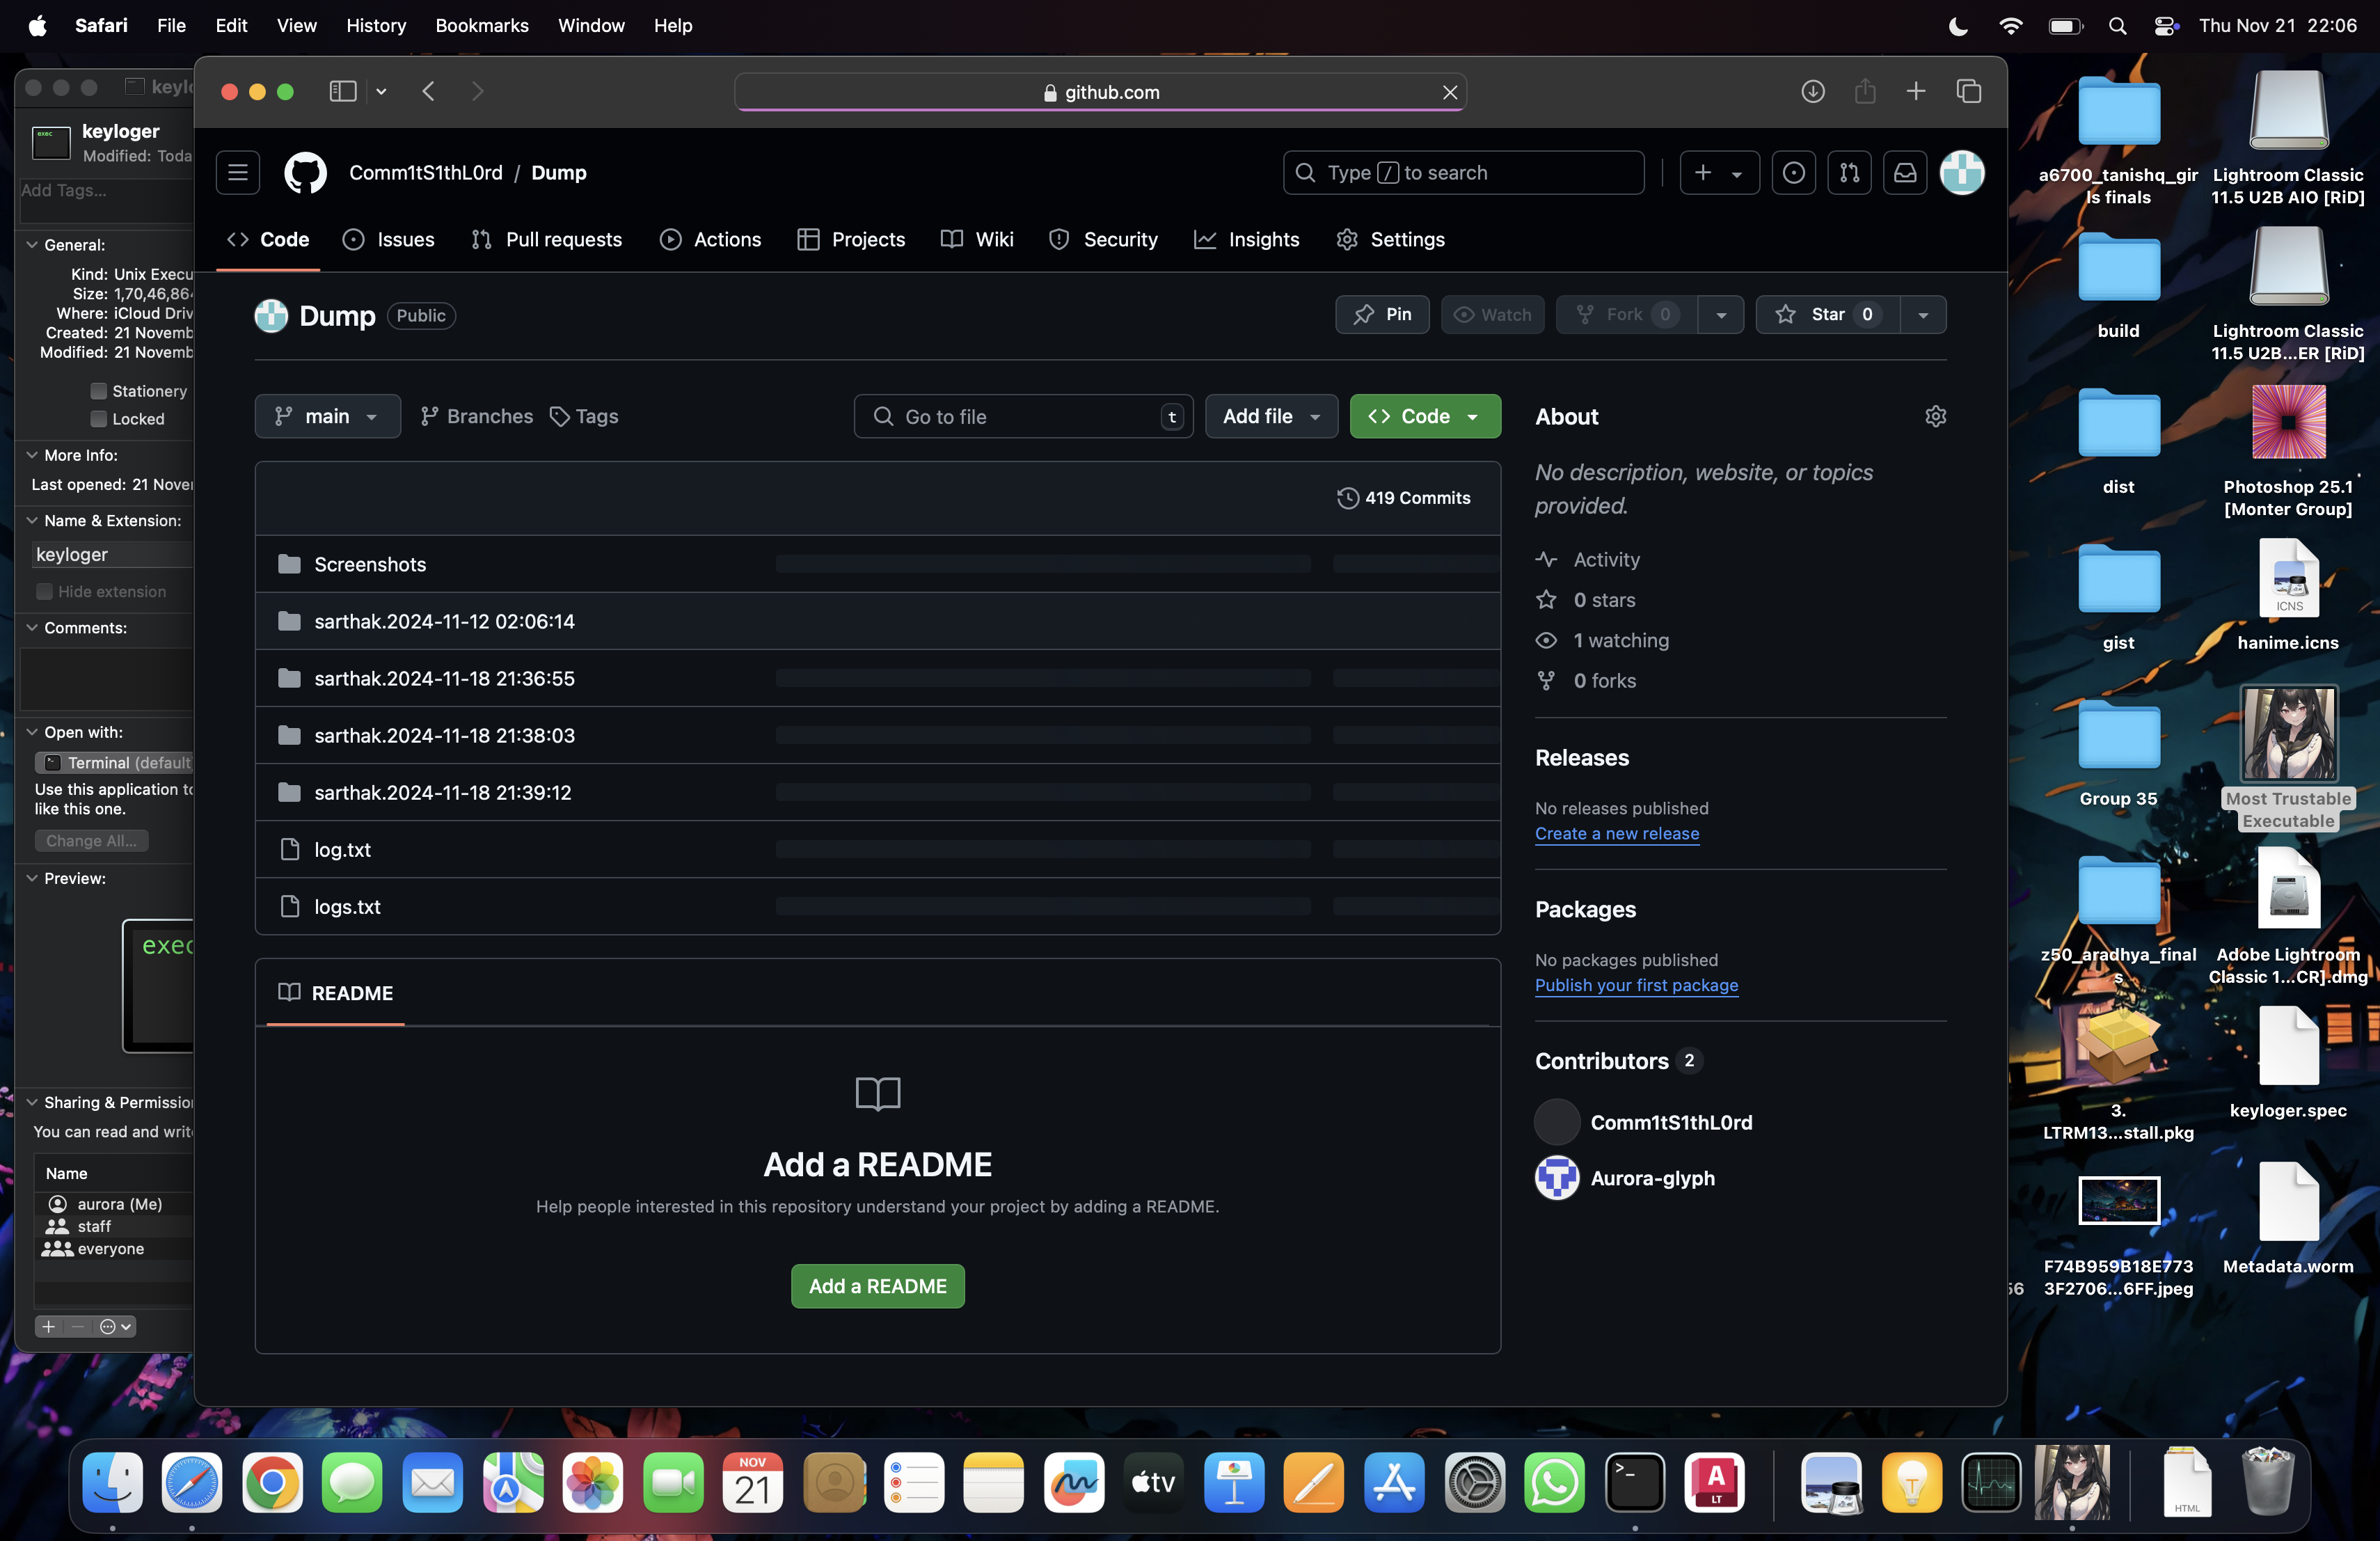 Safari File Edit View History Bookmarks Window Help
Thu Nov 21 22:06
keylo
exec
keyloger
Modified: Toda
Add Tags...
General:
Kind: Unix Execu
Size: 1,70,46,86
Where: iCloud Driv
Created: 21 Novemb
Modified: 21 Novemb
Stationery
Locked
More Info:
Last opened: 21 Nove
Name & Extension:
keyloger
Hide extension
Comments:
Open with:
Terminal (default
Use this application to
like this one.
Change All...
Preview:
exec
Sharing & Permissio
You can read and writ
Name
aurora (Me)
staff
everyone
github.com
Comm1tS1thL0rd / Dump
Type / to search
Code
Issues
Pull requests
Actions
Projects
Wiki
Security
Insights
Settings
Dump Public
Pin
Watch
Fork 0
Star 0
main
Branches
Tags
Go to file t
Add file
Code
419 Commits
Screenshots
sarthak.2024-11-12 02:06:14
sarthak.2024-11-18 21:36:55
sarthak.2024-11-18 21:38:03
sarthak.2024-11-18 21:39:12
log.txt
logs.txt
README
Add a README
Help people interested in this repository understand your project by adding a README.
Add a README
About
No description, website, or topics
provided.
Activity
0 stars
1 watching
0 forks
Releases
No releases published
Create a new release
Packages
No packages published
Publish your first package
Contributors 2
Comm1tS1thL0rd
Aurora-glyph
a6700_tanishq_gir
ls finals
Lightroom Classic
11.5 U2B AIO [RiD]
build
Lightroom Classic
11.5 U2B...ER [RiD]
dist
Photoshop 25.1
[Monter Group]
gist
ICNS
hanime.icns
Group 35
Most Trustable
Executable
z50_aradhya_final
s
Adobe Lightroom
Classic 1...CR].dmg
3.
LTRM13...stall.pkg
keyloger.spec
F74B959B18E773
3F2706...6FF.jpeg
Metadata.worm
NOV
21
tv
A
LT
T
HTML